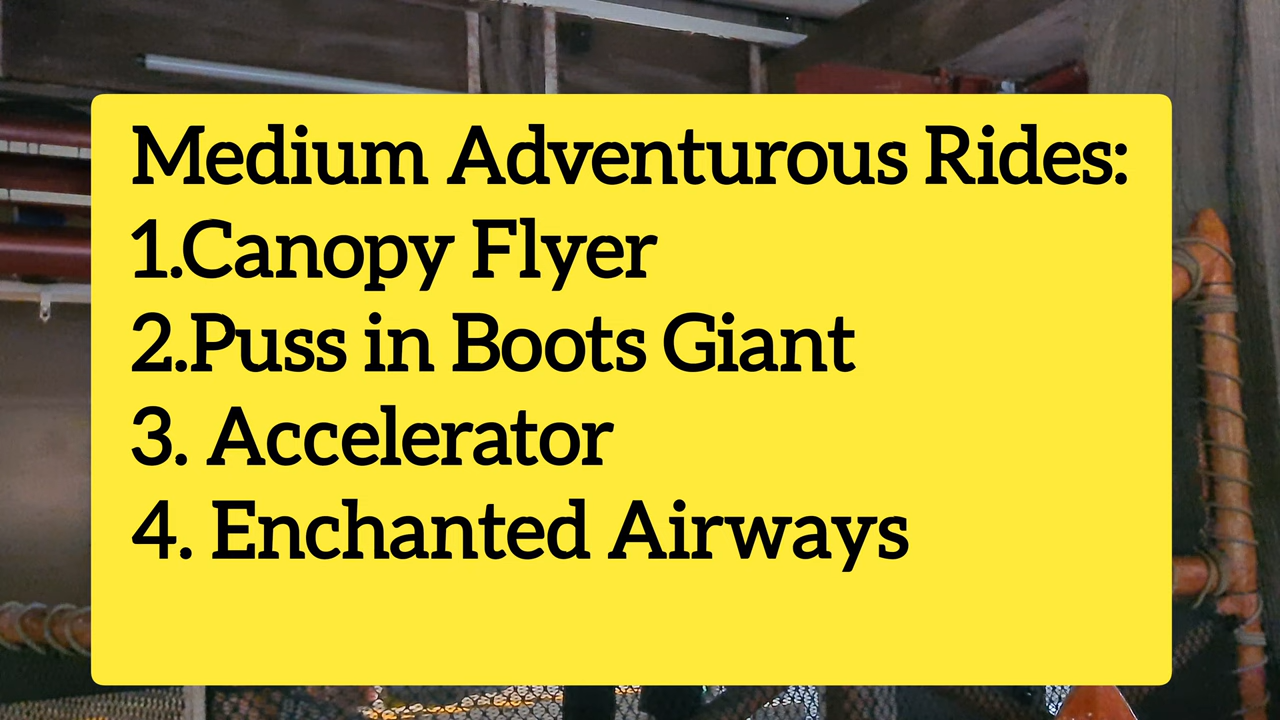 Medium Adventurous Rides:
1.Canopy Flyer
2.Puss in Boots Giant
3. Accelerator
4. Enchanted Airways